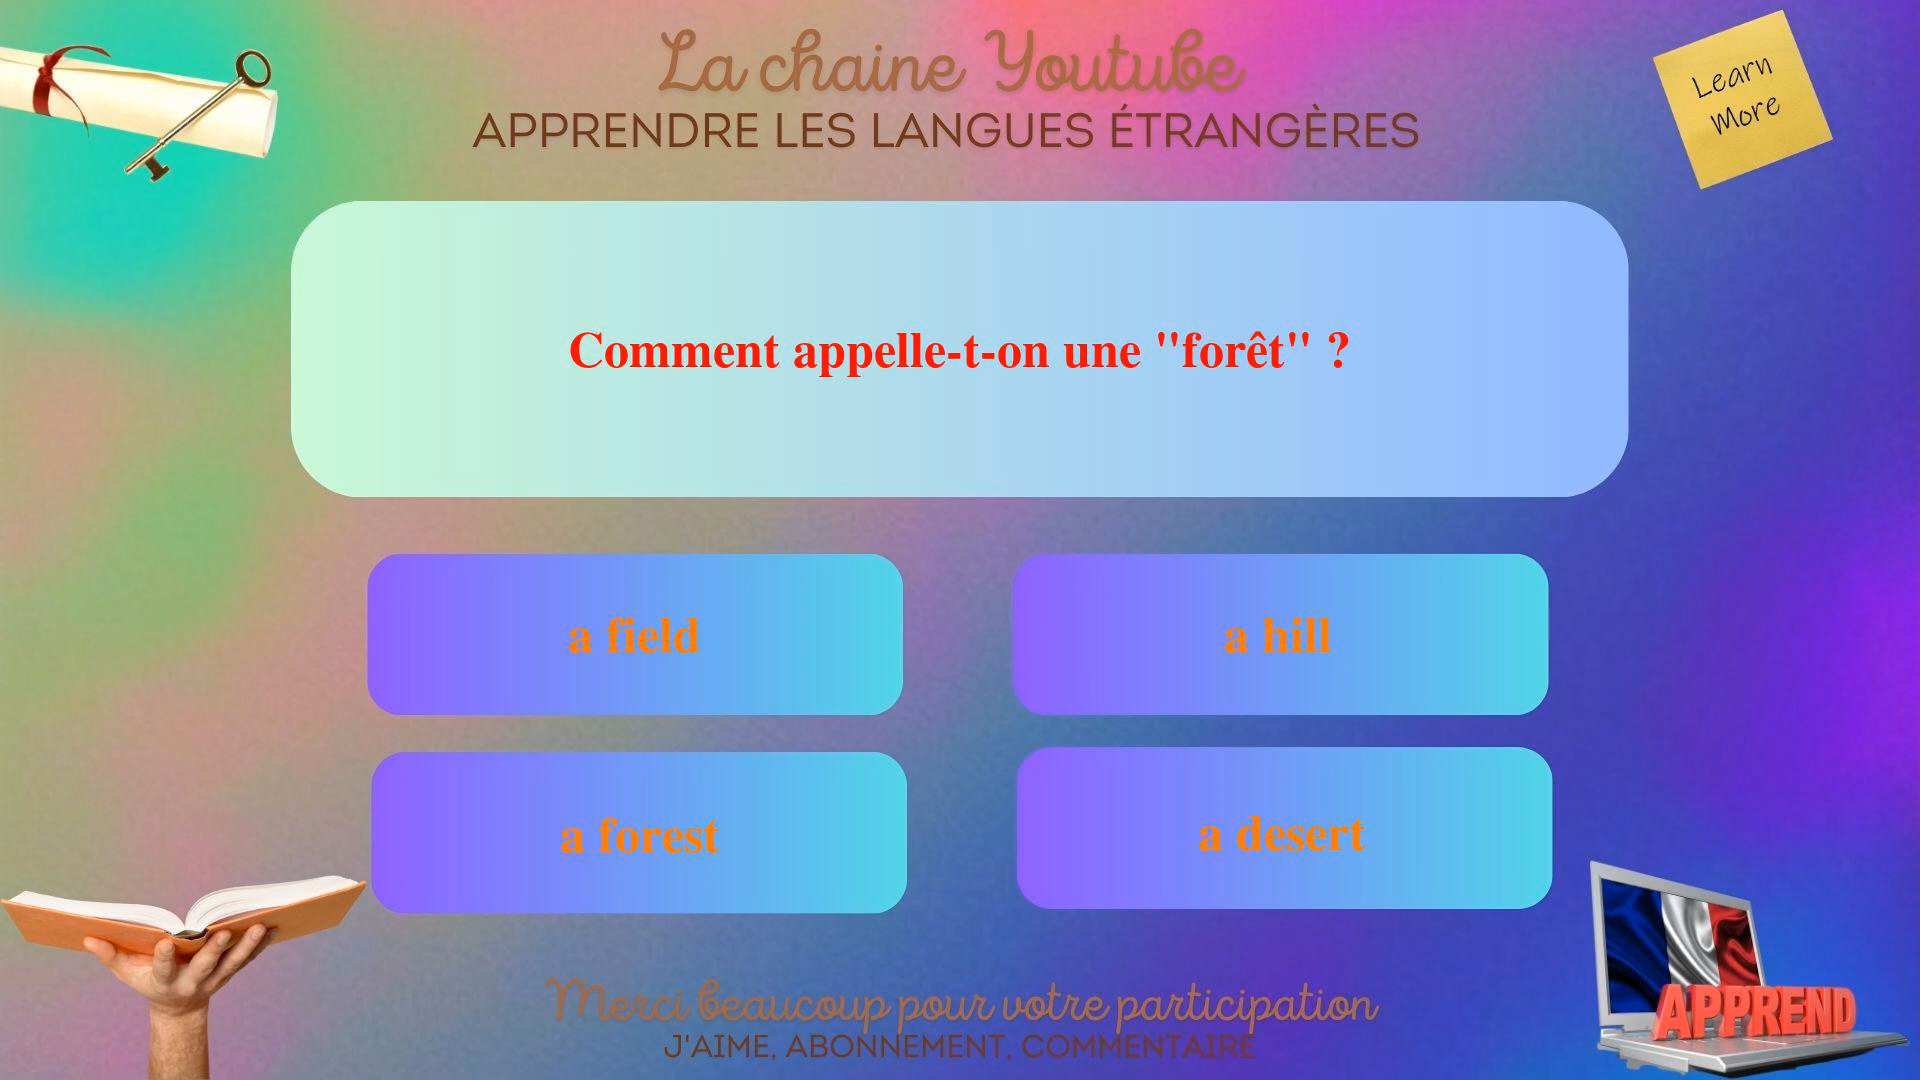 La chaine Youtube
APPRENDRE LES LANGUES ÉTRANGÈRES
Learn
More
Comment appelle-t-on une "forêt" ?
a field
a hill
a forest
a desert
Merci beaucoup pour votre participation
J'AIME, ABONNEMENT, COMMENTAIRE
APPREND